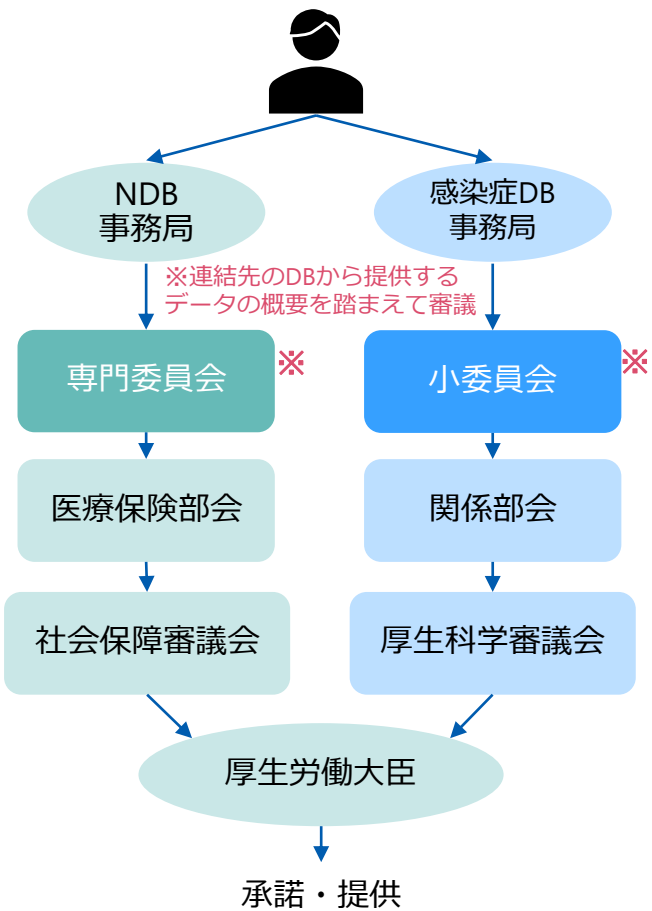 NDB
事務局
感染症DB
事務局
※連結先のDBから提供する
データの概要を踏まえて審議
専門委員会
※
小委員会
※
医療保険部会
関係部会
社会保障審議会
厚生科学審議会
厚生労働大臣
承諾・提供